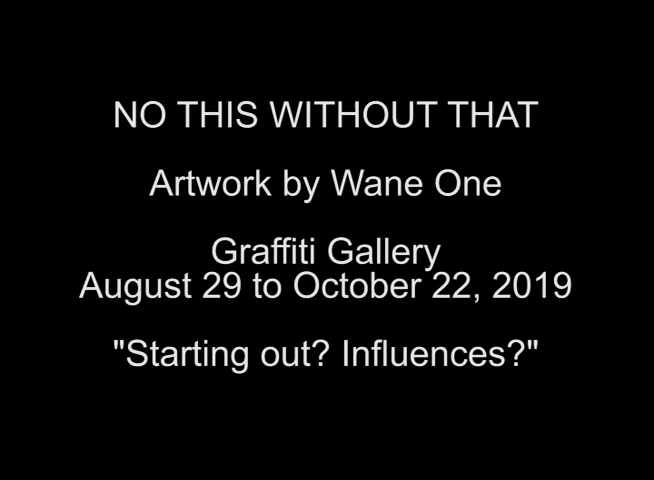 NO THIS WITHOUT THAT
Artwork by Wane One
Graffiti Gallery
August 29 to October 22, 2019
"Starting out? Influences?"